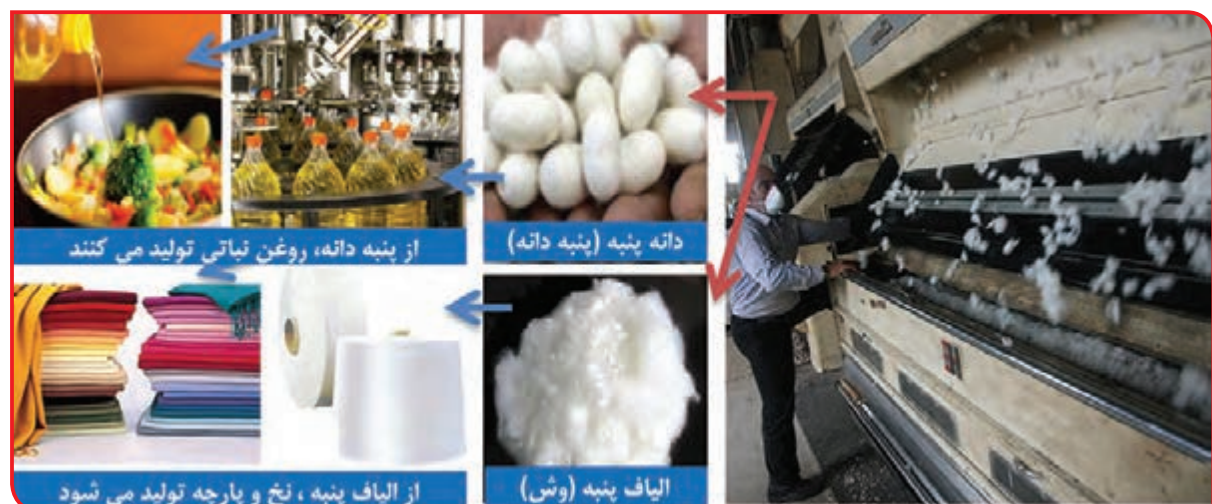 دانه پنبه (پنبه دانه)
از پنبه دانه، روغن نباتی تولید می کنند
الیاف پنبه (وش)
از الیاف پنبه ، نخ و پارچه تولید می شود